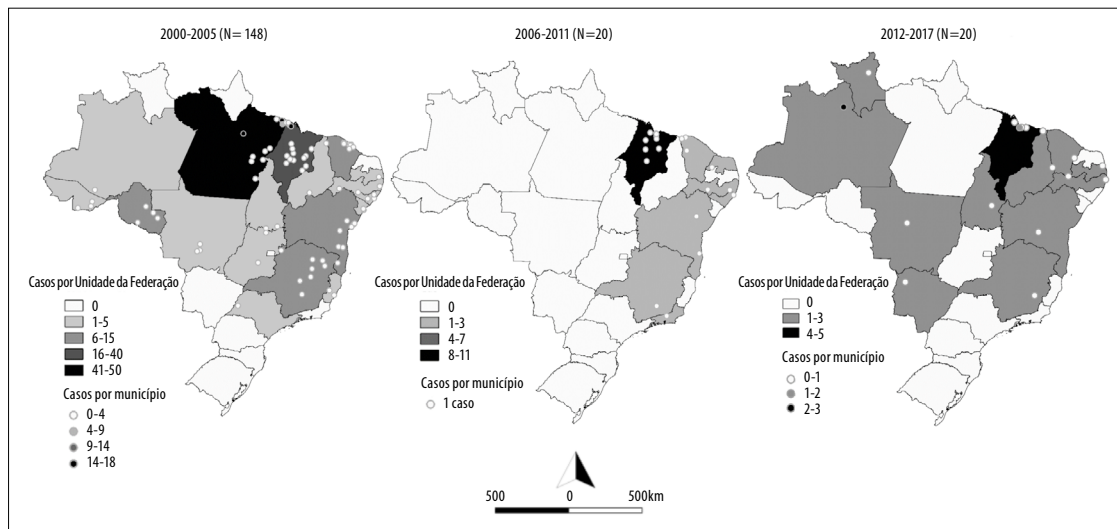 2000-2005 (N= 148)
2006-2011 (N=20)
2012-2017 (N=20)
Casos por Unidade da Federação
0
1-5
6-15
16-40
41-50
Casos por município
0-4
4-9
9-14
14-18
Casos por Unidade da Federação
0
1-3
4-7
8-11
Casos por município
1 caso
Casos por Unidade da Federação
0
1-3
4-5
Casos por município
0-1
1-2
2-3
500
0
500km